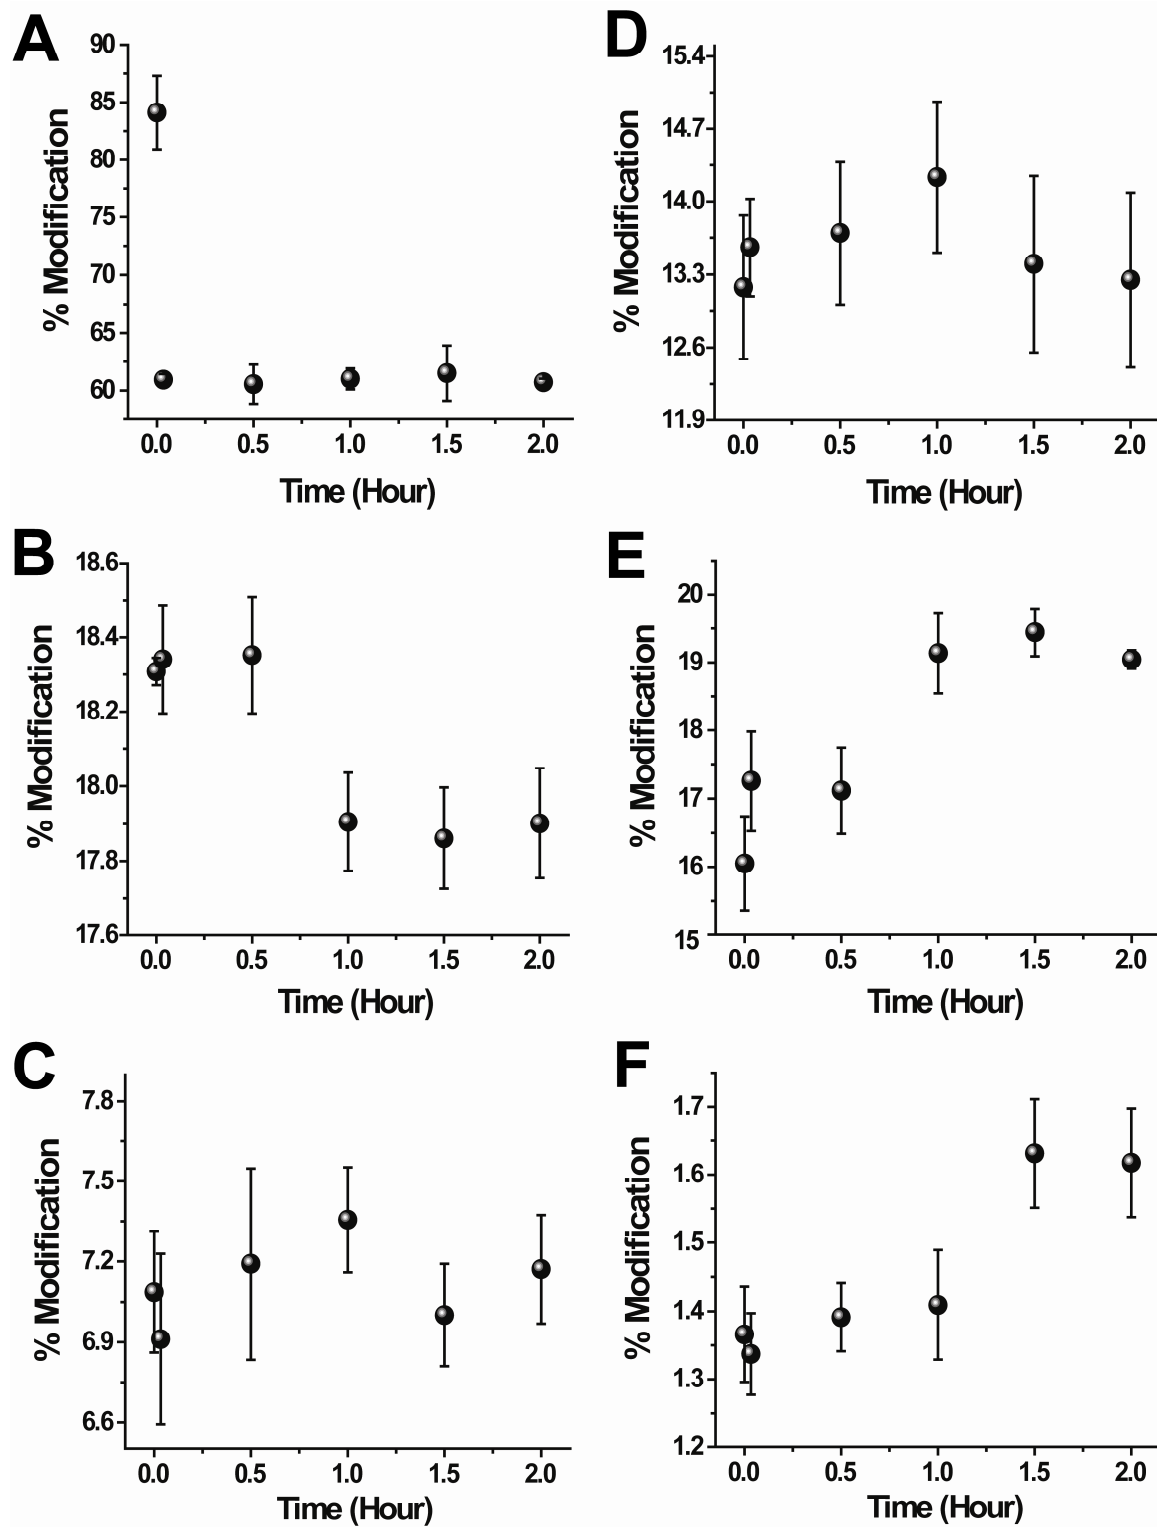 A
% Modification
90
85
80
75
70
65
60
0.0 0.5 1.0 1.5 2.0
Time (Hour)
D
% Modification
15.4
14.7
14.0
13.3
12.6
11.9
0.0 0.5 1.0 1.5 2.0
Time (Hour)
B
% Modification
18.6
18.4
18.2
18.0
17.8
17.6
0.0 0.5 1.0 1.5 2.0
Time (Hour)
E
% Modification
20
19
18
17
16
15
0.0 0.5 1.0 1.5 2.0
Time (Hour)
C
% Modification
7.8
7.5
7.2
6.9
6.6
0.0 0.5 1.0 1.5 2.0
Time (Hour)
F
% Modification
1.7
1.6
1.5
1.4
1.3
1.2
0.0 0.5 1.0 1.5 2.0
Time (Hour)